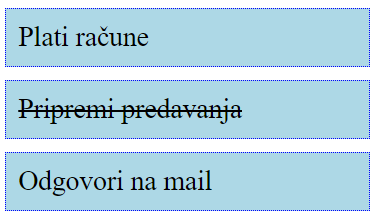 Plati račune
Pripremi predavanja
Odgovori na mail